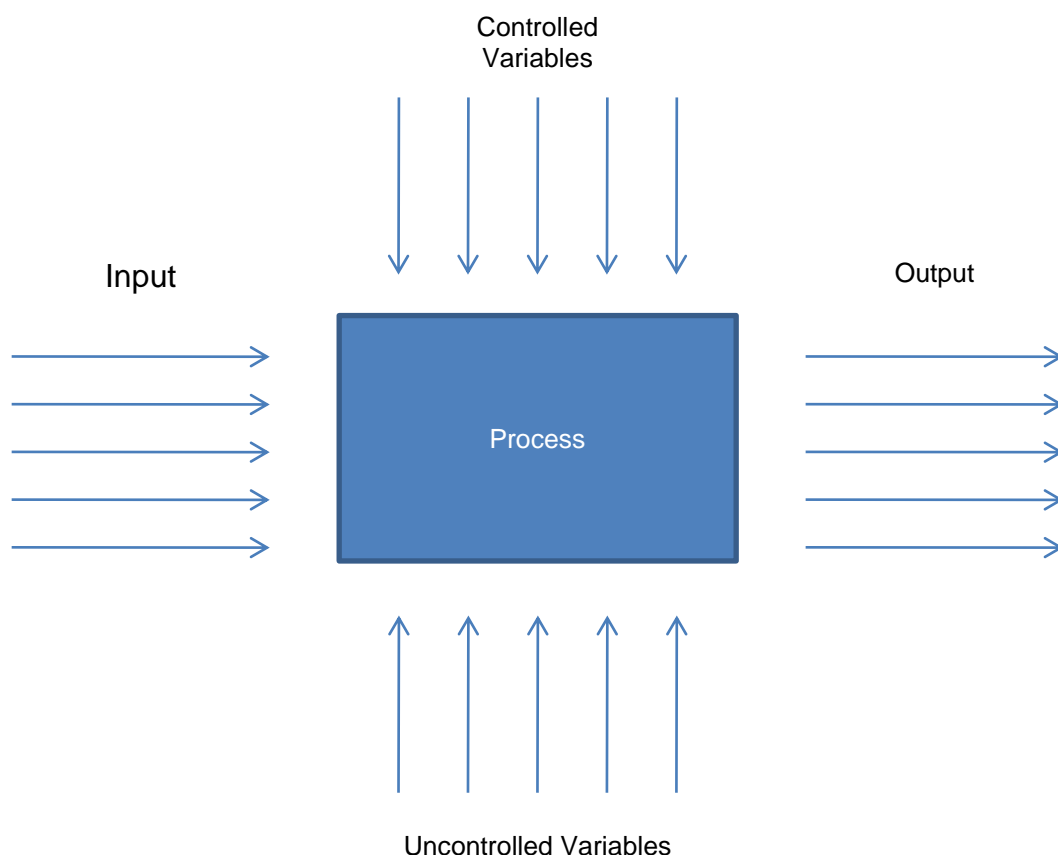 Controlled
Variables
Input
Output
Process
Uncontrolled Variables